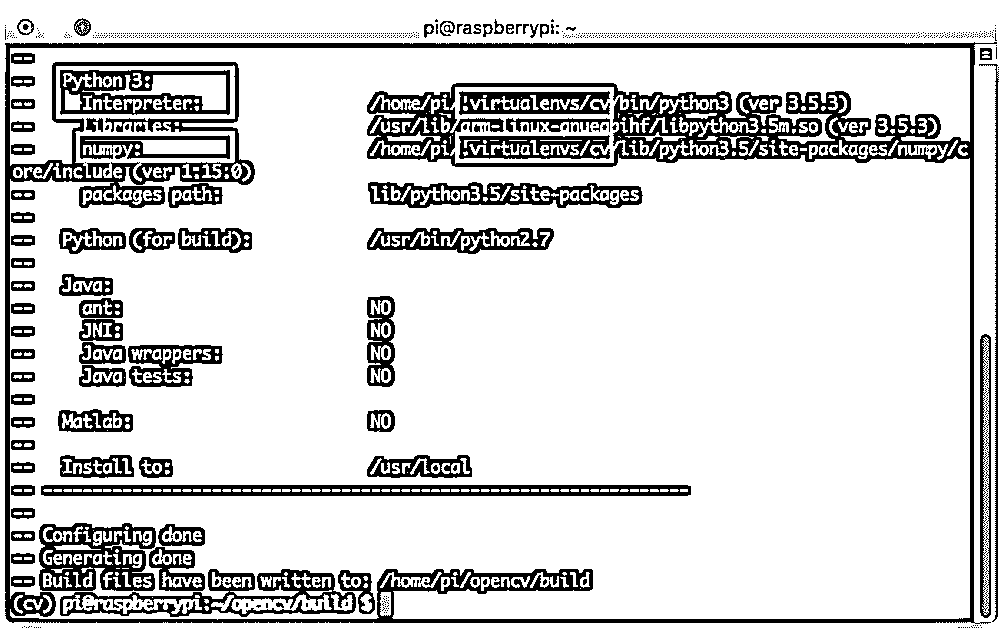 pi@raspberrypi: ~
--
--   Python 3:
--     Interpreter:                 /home/pi/.virtualenvs/cv/bin/python3 (ver 3.5.3)
--     Libraries:                   /usr/lib/arm-linux-gnueabihf/libpython3.5m.so (ver 3.5.3)
--     numpy:                       /home/pi/.virtualenvs/cv/lib/python3.5/site-packages/numpy/c
ore/include (ver 1.15.0)
--     packages path:               lib/python3.5/site-packages
--
--   Python (for build):            /usr/bin/python2.7
--
--   Java:
--     ant:                         NO
--     JNI:                         NO
--     Java wrappers:               NO
--     Java tests:                  NO
--
--   Matlab:                        NO
--
--   Install to:                    /usr/local
-- -----------------------------------------------------------------
--
-- Configuring done
-- Generating done
-- Build files have been written to: /home/pi/opencv/build
(cv) pi@raspberrypi:~/opencv/build $